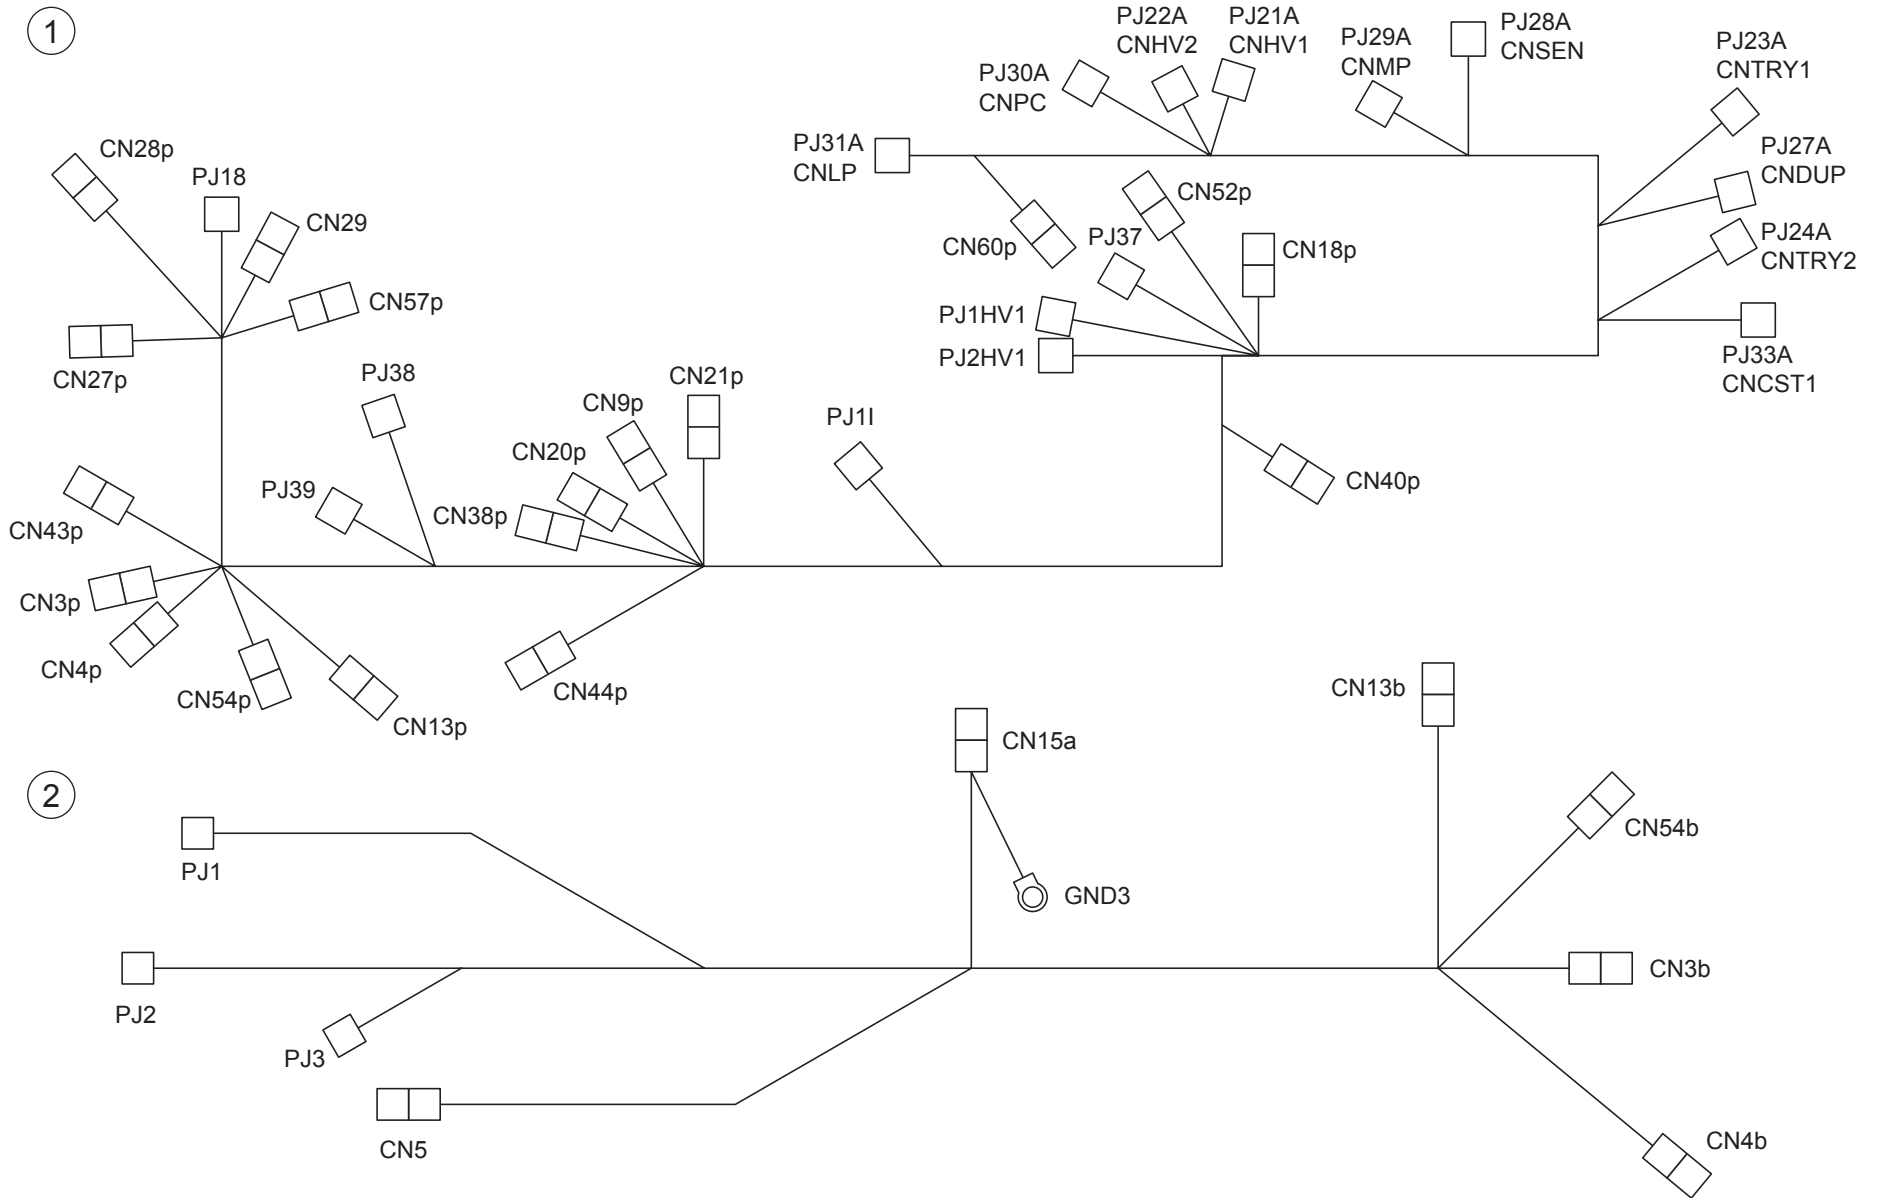 1
PJ22A
CNHV2
PJ21A
CNHV1
PJ28A
CNSEN
PJ29A
CNMP
PJ23A
CNTRY1
PJ30A
CNPC
PJ31A
CNLP
CN28p
PJ18
CN29
CN57p
CN27p
PJ27A
CNDUP
PJ24A
CNTRY2
PJ33A
CNCST1
CN52p
CN60p
PJ37
CN18p
PJ1HV1
PJ2HV1
PJ38
CN21p
CN9p
CN20p
PJ1I
PJ39
CN38p
CN40p
CN43p
CN3p
CN4p
CN54p
CN13p
CN44p
2
CN15a
CN13b
CN54b
PJ1
GND3
CN3b
PJ2
PJ3
CN5
CN4b